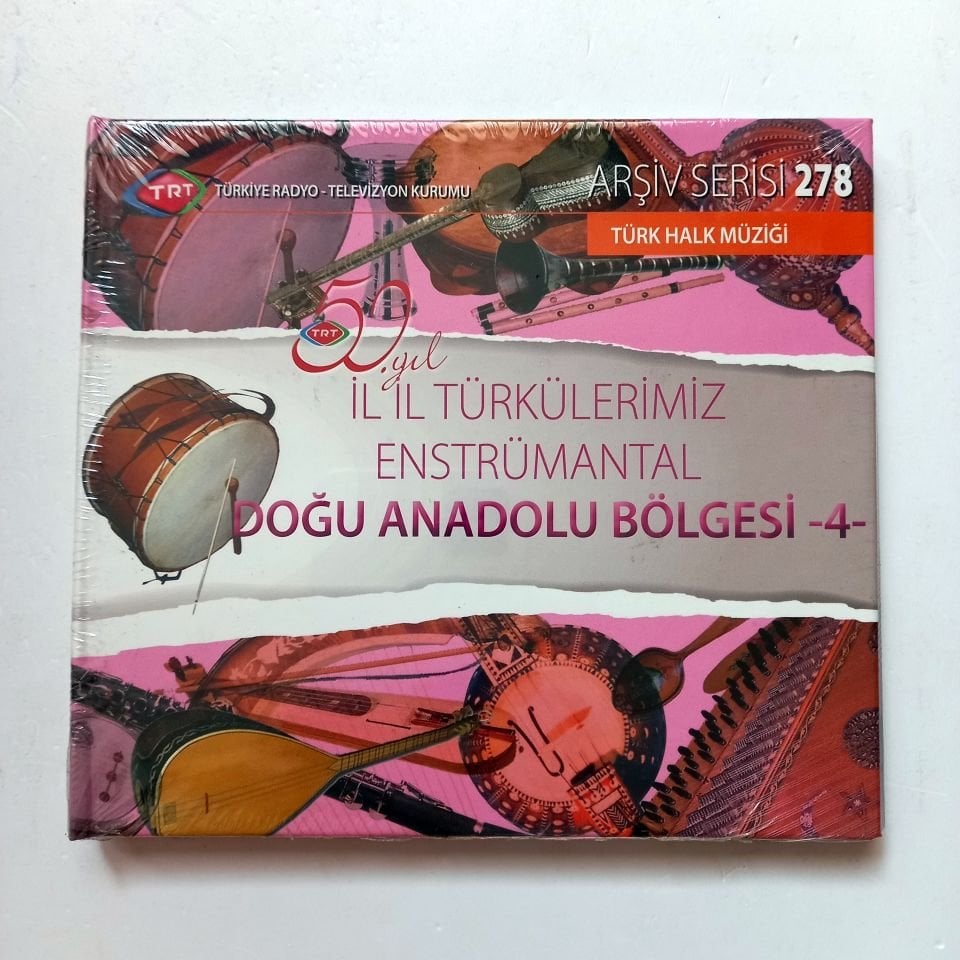 TRT TÜRKİYE RADYO - TELEVİZYON KURUMU
ARŞİV SERİSİ 278
TÜRK HALK MÜZİĞİ
50.yıl
TRT
İL İL TÜRKÜLERİMİZ
ENSTRÜMANTAL
DOĞU ANADOLU BÖLGESİ -4-